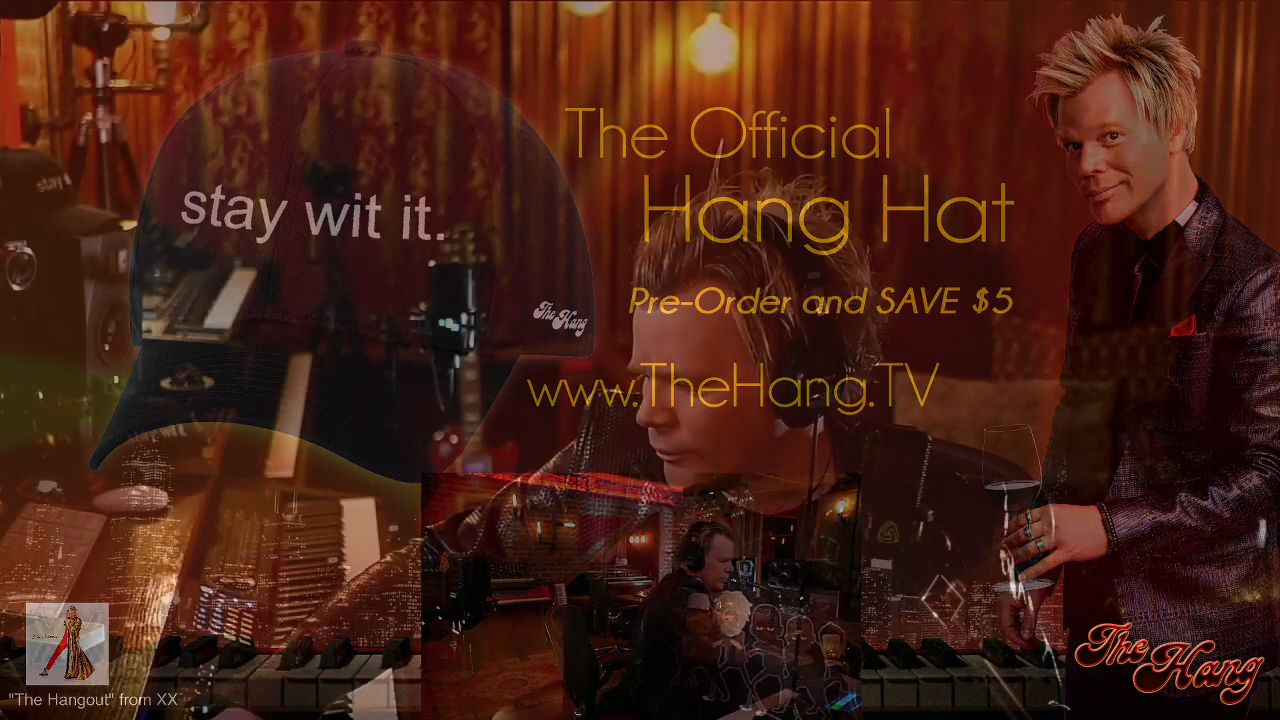 stay wit it.
The Hang
The Official
Hang Hat
Pre-Order and SAVE $5
www.TheHang.TV
stay
"The Hangout" from XX
The Hang